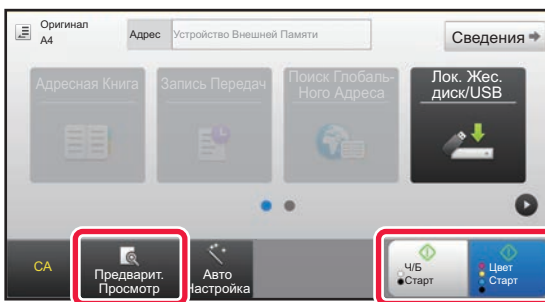 Оригинал
A4
Адрес
Устройство Внешней Памяти
Сведения
Адресная Книга
Запись Передач
Поиск Глобаль-
Ного Адреса
Лок. Жес.
диск/USB
CA
Предварит.
Просмотр
Авто
Настройка
Ч/Б
Старт
Цвет
Старт